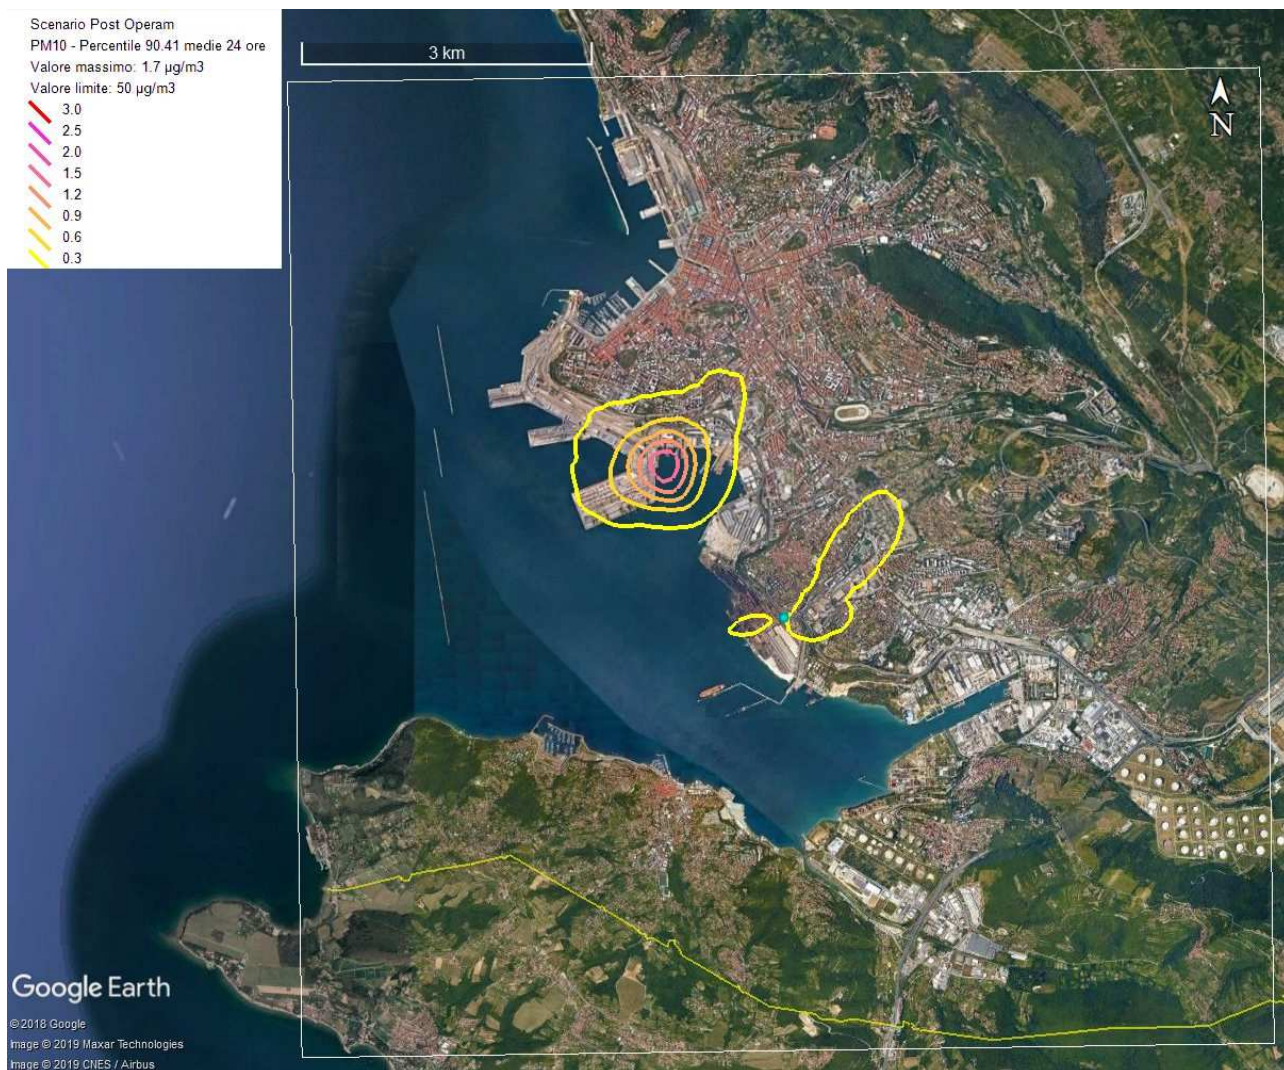 Scenario Post Operam
PM10 - Percentile 90.41 medie 24 ore
Valore massimo: 1.7 µg/m3
Valore limite: 50 µg/m3
3.0
2.5
2.0
1.5
1.2
0.9
0.6
0.3
3 km
N
Google Earth
© 2018 Google
Image © 2019 Maxar Technologies
Image © 2019 CNES / Airbus